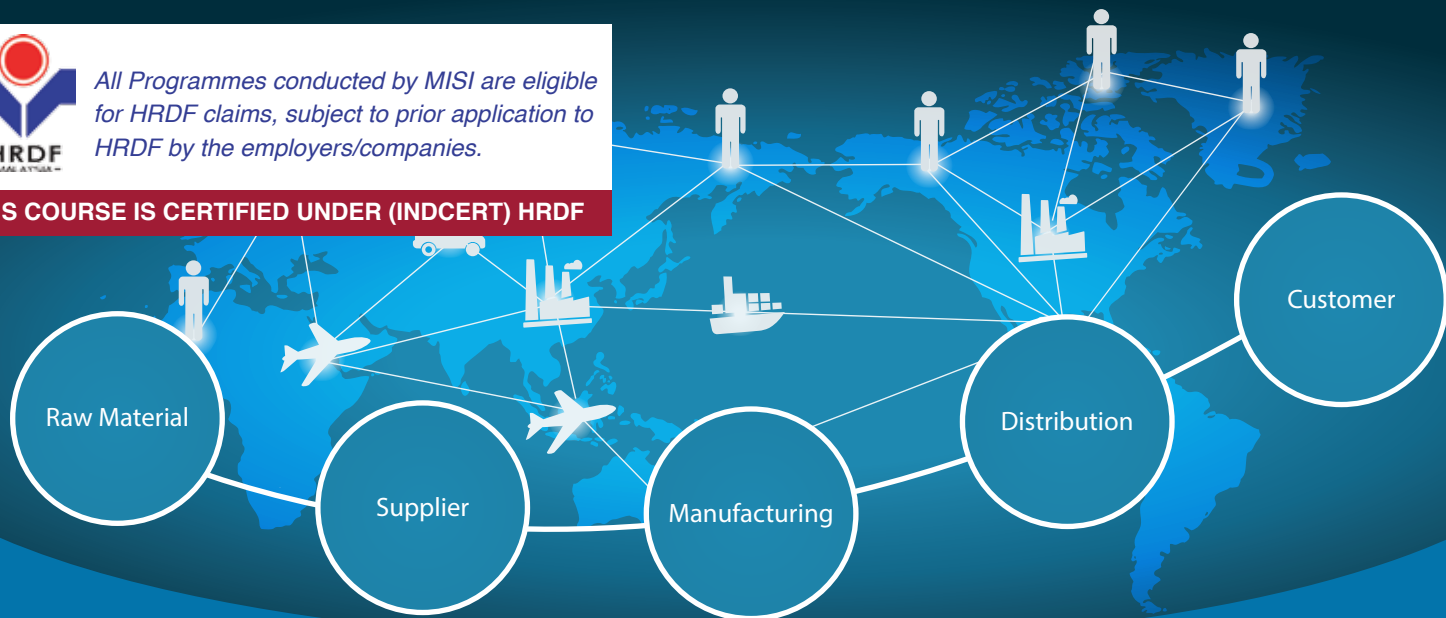 All Programmes conducted by MISI are eligible
for HRDF claims, subject to prior application to
HRDF by the employers/companies.
HRDF
MALAYSIA
S COURSE IS CERTIFIED UNDER (INDCERT) HRDF
Customer
Raw Material
Distribution
Supplier
Manufacturing